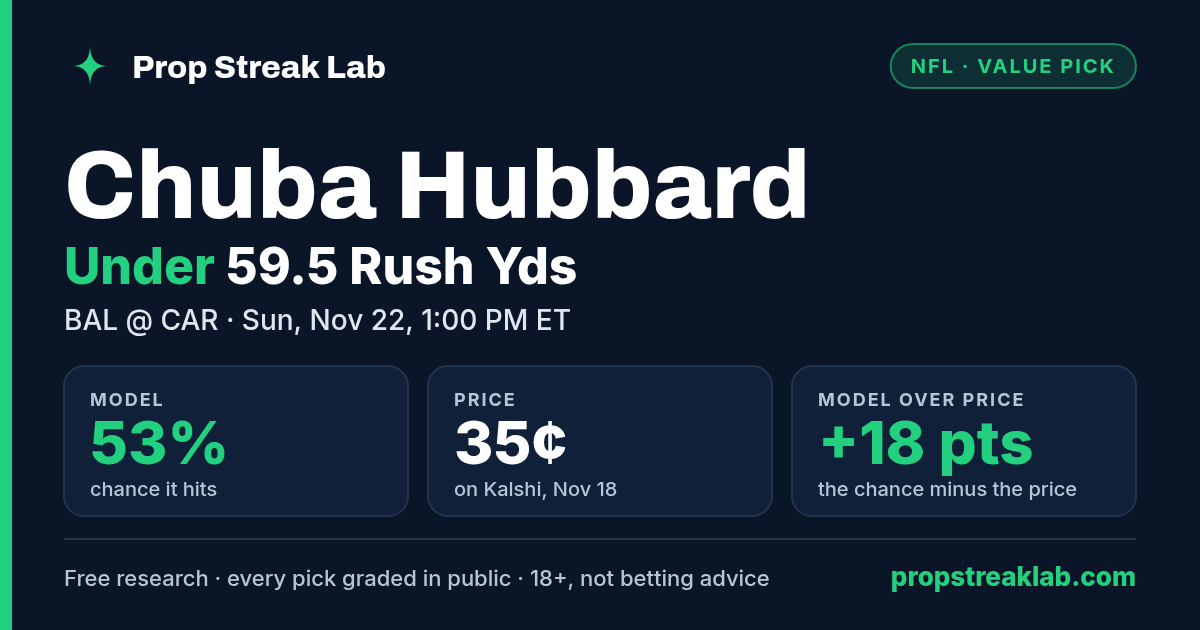 Prop Streak Lab
NFL · VALUE PICK
Chuba Hubbard
Under 59.5 Rush Yds
BAL @ CAR · Sun, Nov 22, 1:00 PM ET
MODEL
53%
chance it hits
PRICE
35¢
on Kalshi, Nov 18
MODEL OVER PRICE
+18 pts
the chance minus the price
Free research · every pick graded in public · 18+, not betting advice
propstreaklab.com